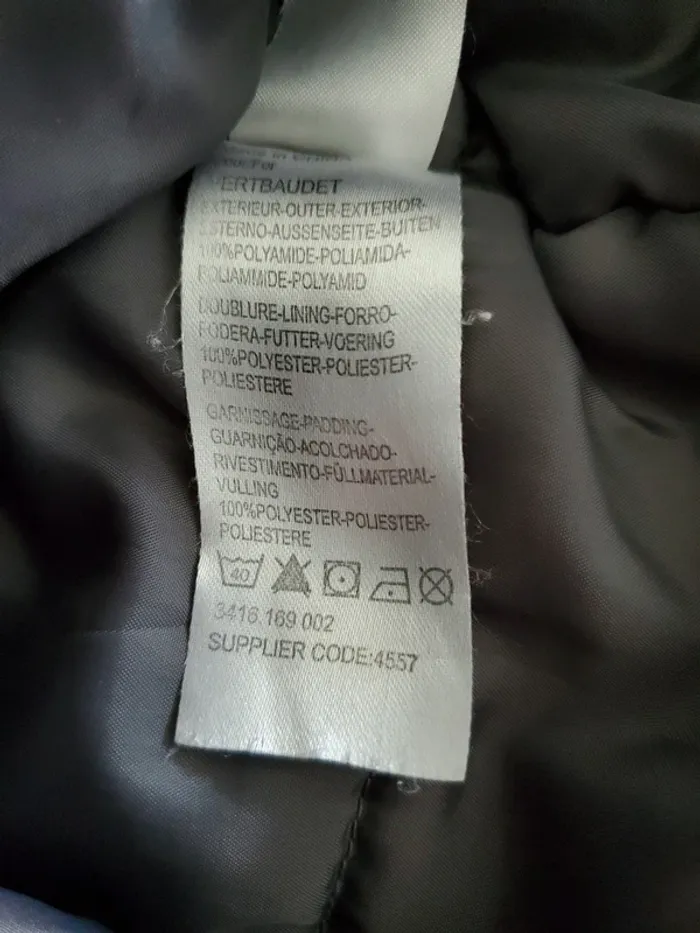 VERTBAUDET
EXTERIEUR-OUTER-EXTERIOR-
ESTERNO-AUSSENSEITE-BUITEN
100%POLYAMIDE-POLIAMIDA-
POLIAMMIDE-POLYAMID
DOUBLURE-LINING-FORRO-
FODERA-FUTTER-VOERING
100%POLYESTER-POLIESTER-
POLIESTERE
GARNISSAGE-PADDING-
GUARNIÇÃO-ACOLCHADO-
RIVESTIMENTO-FÜLLMATERIAL-
VULLING
100%POLYESTER-POLIESTER-
POLIESTERE
40
3416.169 002
SUPPLIER CODE:4557